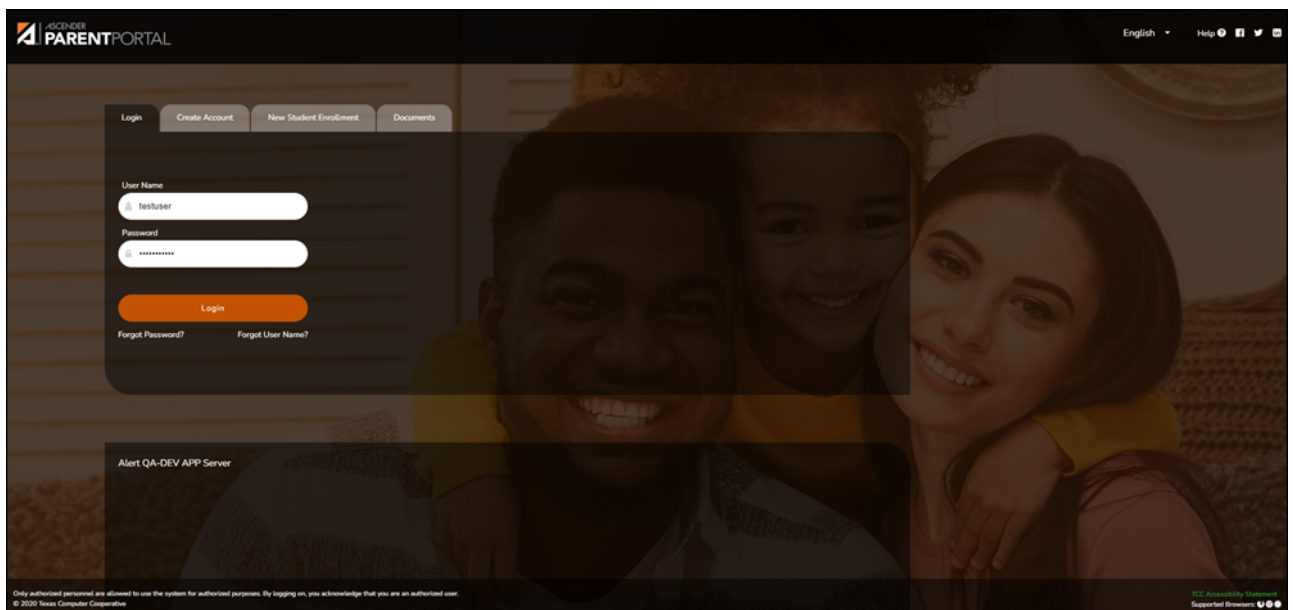 ASCENDER
PARENTPORTAL
English
Help
Login
Create Account
New Student Enrollment
Documents
User Name
testuser
Password
Login
Forgot Password?
Forgot User Name?
Alert QA-DEV APP Server
Only authorized personnel are allowed to use the system for authorized purposes. By logging on, you acknowledge that you are an authorized user.
© 2020 Texas Computer Cooperative
TCC Accessibility Statement
Supported Browsers: